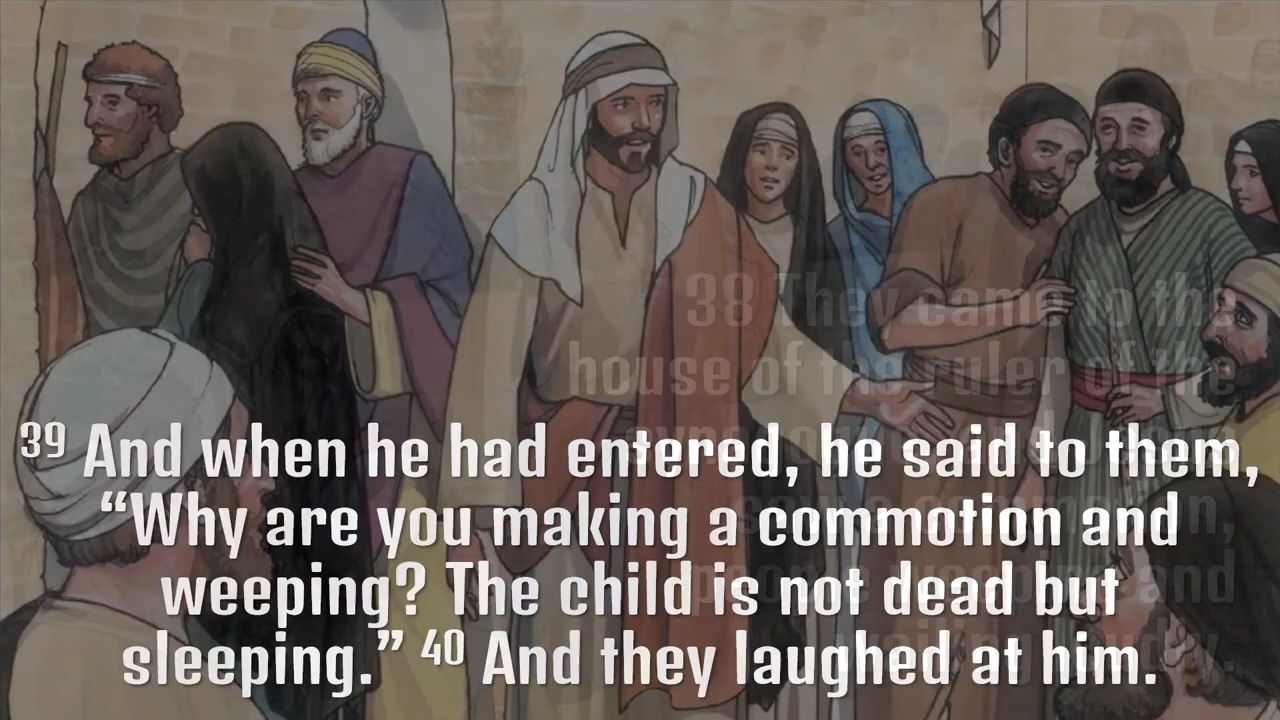 38 They came to the
house of the ruler of the
39 And when he had entered, he said to them,
“Why are you making a commotion and
weeping? The child is not dead but
sleeping.” 40 And they laughed at him.